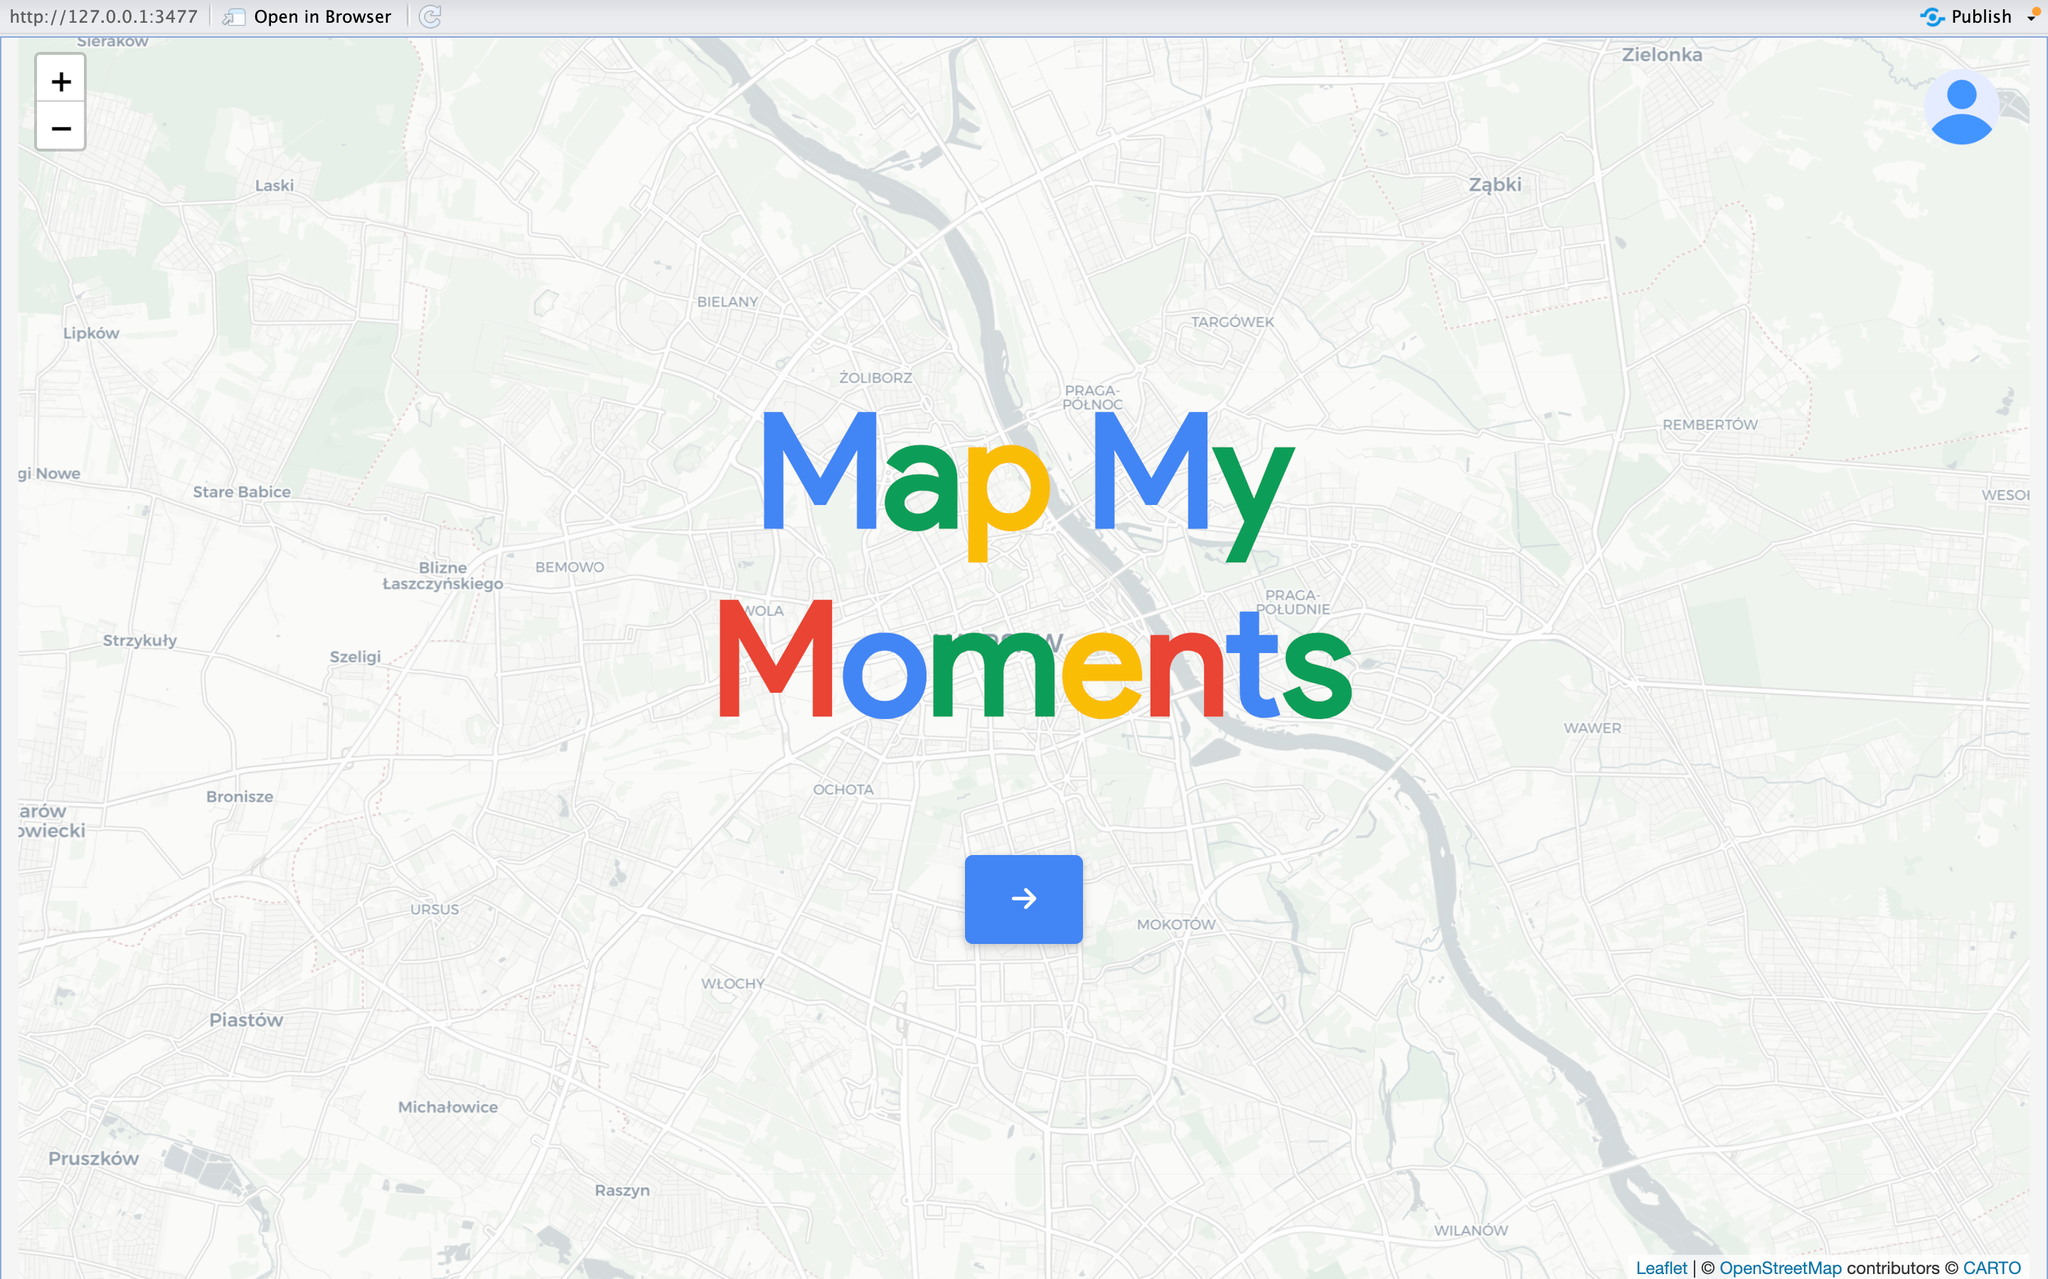 http://127.0.0.1:3477 Open in Browser Publish
Sieraków
Zielonka
+
−
Laski
Ząbki
BIELANY
TARGÓWEK
Lipków
ŻOLIBORZ
PRAGA-
PÓŁNOC
REMBERTÓW
Map My
gi Nowe
Stare Babice
WESOŁ
Blizne
Łaszczyńskiego
BEMOWO
PRAGA-
POŁUDNIE
WOLA
Moments
Strzykuły
Szeligi
WAWER
OCHOTA
Bronisze
arów
owiecki
URSUS
MOKOTÓW
WŁOCHY
Piastów
Michałowice
Pruszków
Raszyn
WILANÓW
Leaflet | © OpenStreetMap contributors © CARTO